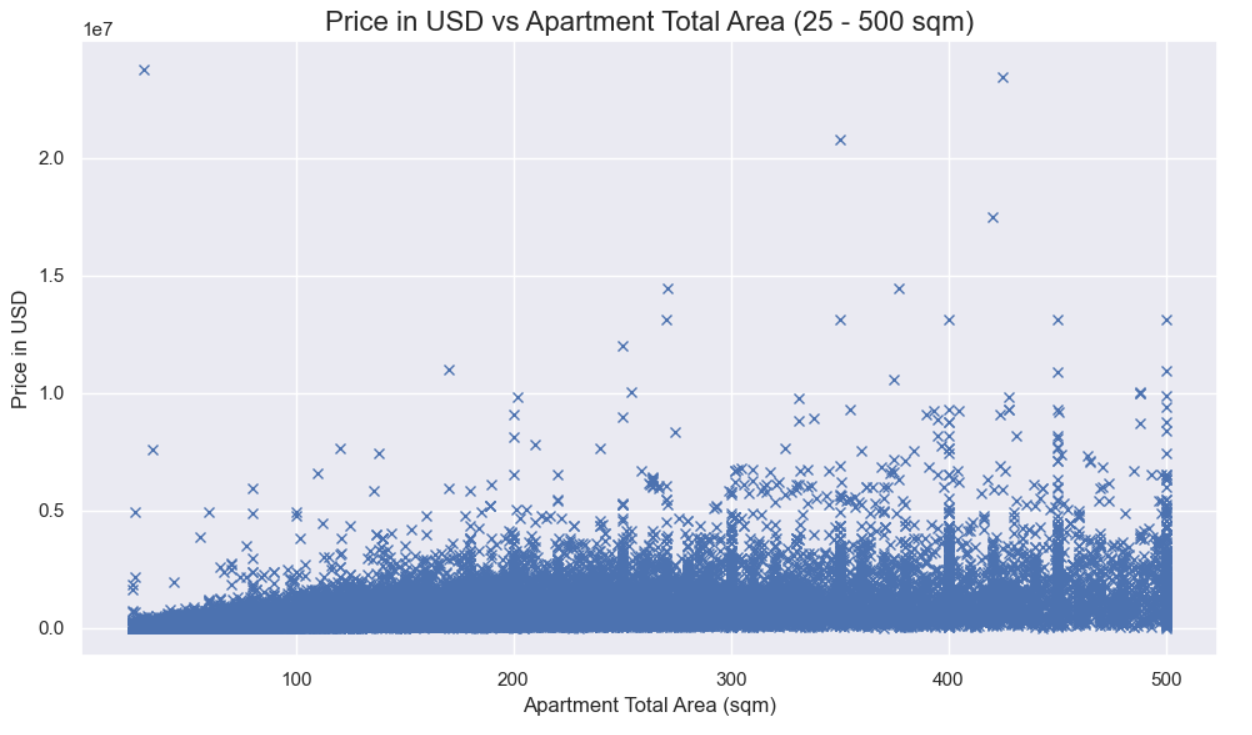 Price in USD vs Apartment Total Area (25 - 500 sqm)
1e7
2.0
1.5
1.0
0.5
0.0
Price in USD
100 200 300 400 500
Apartment Total Area (sqm)